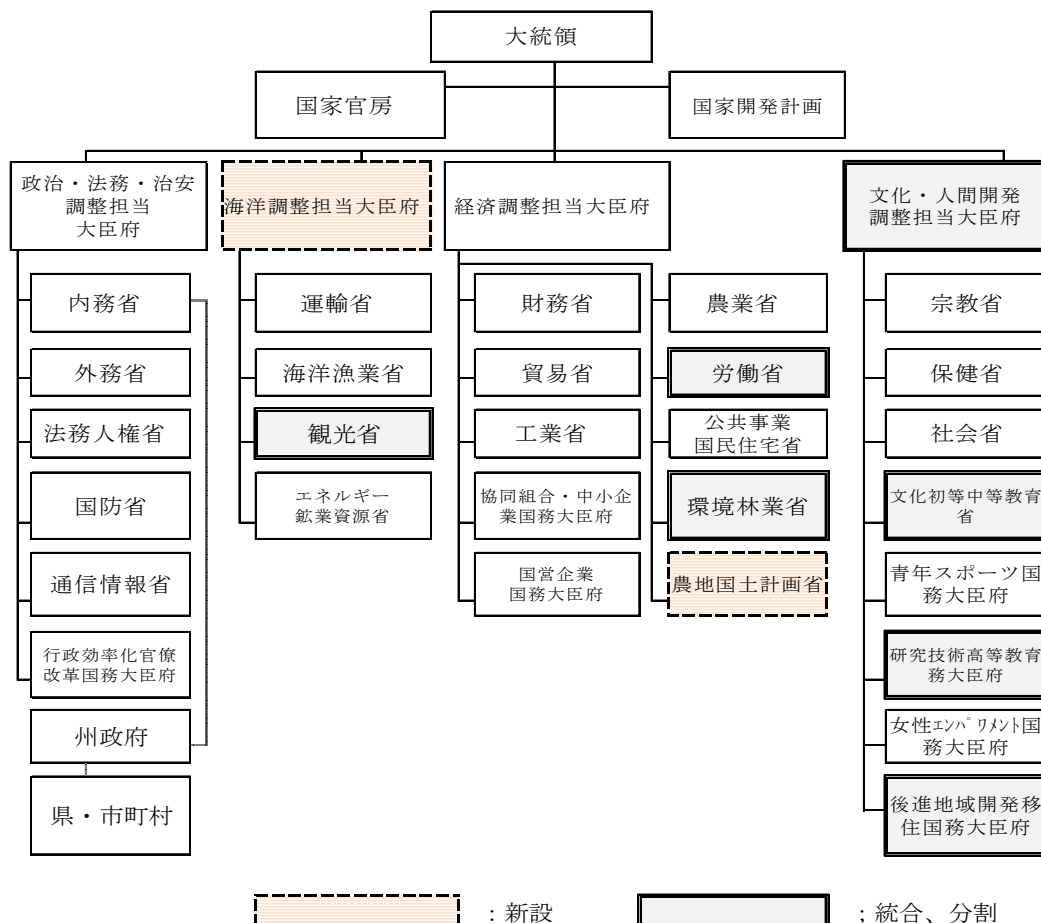 大統領
国家官房
国家開発計画
政治・法務・治安
調整担当
大臣府
海洋調整担当大臣府
経済調整担当大臣府
文化・人間開発
調整担当大臣府
内務省
外務省
法務人権省
国防省
通信情報省
行政効率化官僚
改革国務大臣府
州政府
県・市町村
運輸省
海洋漁業省
観光省
エネルギー
鉱業資源省
財務省
貿易省
工業省
協同組合・中小企
業国務大臣府
国営企業
国務大臣府
農業省
労働省
公共事業
国民住宅省
環境林業省
農地国土計画省
宗教省
保健省
社会省
文化初等中等教育
省
青年スポーツ国
務大臣府
研究技術高等教育
務大臣府
女性エンパワメント国
務大臣府
後進地域開発移
住国務大臣府
：新設
；統合、分割